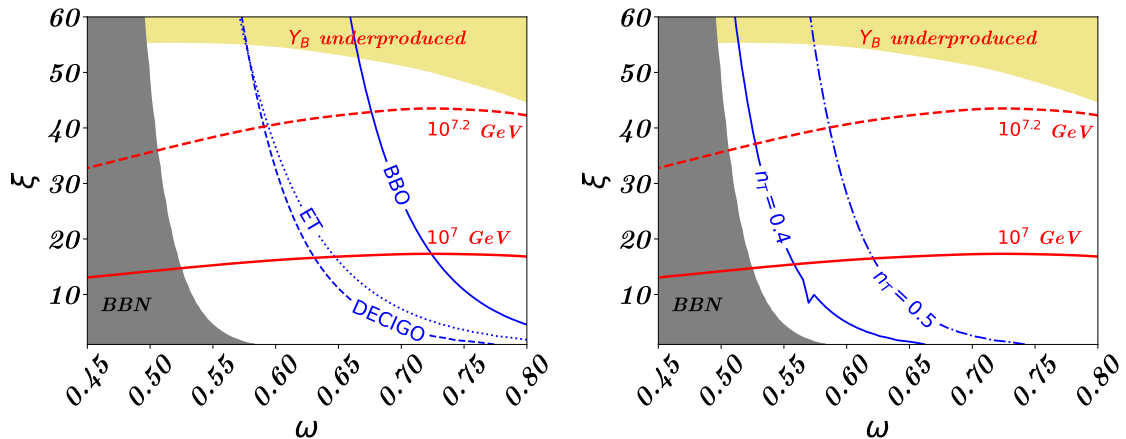 60
50
40
30
20
10
ξ
Y_B underproduced
10^{7.2} GeV
BBO
ET
10^7 GeV
DECIGO
BBN
0.45
0.50
0.55
0.60
0.65
0.70
0.75
0.80
ω
60
50
40
30
20
10
ξ
Y_B underproduced
10^{7.2} GeV
n_T = 0.4
10^7 GeV
n_T = 0.5
BBN
0.45
0.50
0.55
0.60
0.65
0.70
0.75
0.80
ω